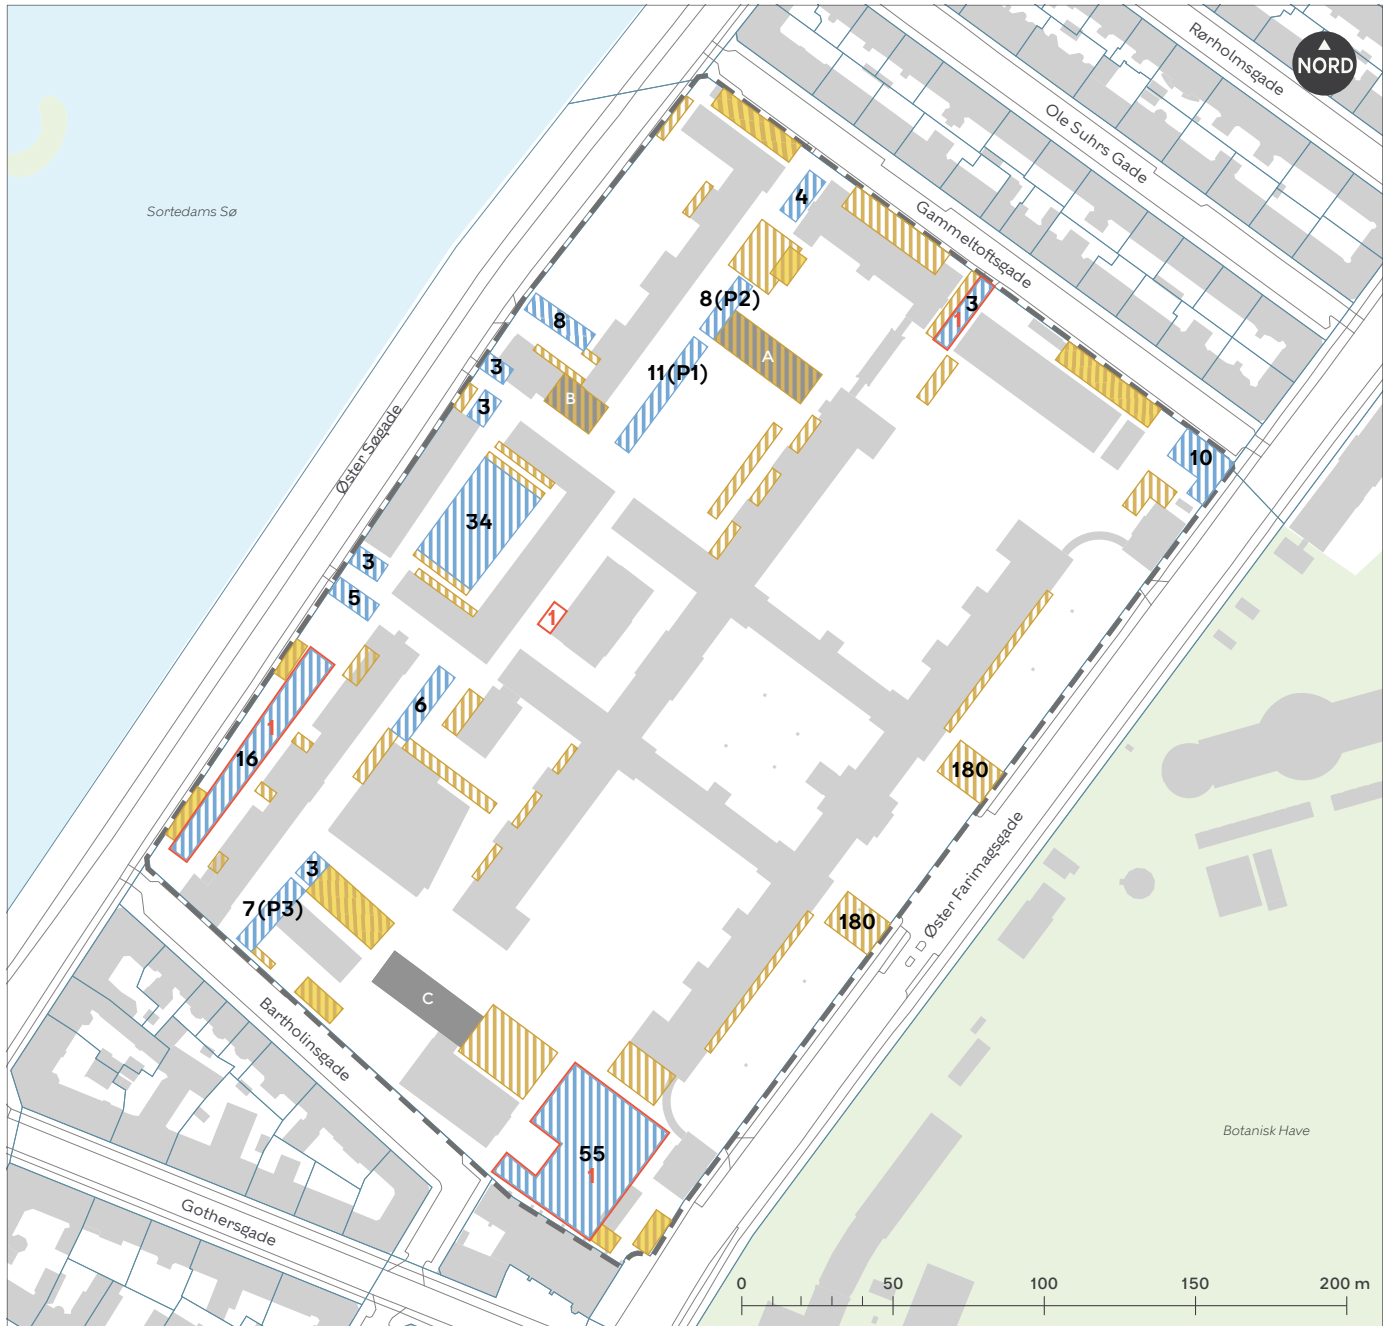 Rørholmsgade
NORD
Ole Suhrs Gade
Sortedams Sø
4
Gammeltoftsgade
8(P2)
3
1
8
A
3
11(P1)
B
3
Øster Søgade
10
34
3
5
1
6
1
16
180
3
7(P3)
180
Øster Farimagsgade
C
Bartholinsgade
55
1
Botanisk Have
Gothersgade
0 50 100 150 200 m